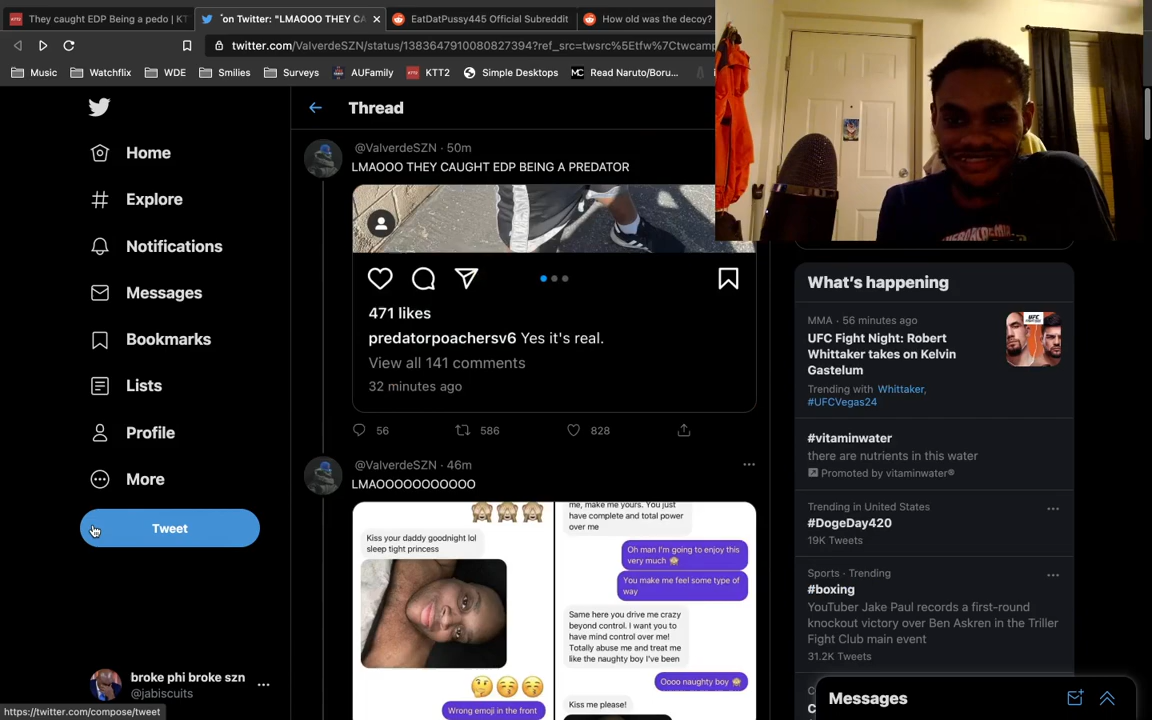 They caught EDP Being a pedo | KT
on Twitter: "LMAOOO THEY CA
EatDatPussy445 Official Subreddit
How old was the decoy?
twitter.com/ValverdeSZN/status/1383647910080827394?ref_src=twsrc%5Etfw%7Ctwcamp
Music
Watchflix
WDE
Smilies
Surveys
AUFamily
KTT2
Simple Desktops
Read Naruto/Boru...
Home
Explore
Notifications
Messages
Bookmarks
Lists
Profile
More
Tweet
broke phi broke szn
@jabiscuits
https://twitter.com/compose/tweet
Thread
@ValverdeSZN · 50m
LMAOOO THEY CAUGHT EDP BEING A PREDATOR
471 likes
predatorpoachersv6 Yes it's real.
View all 141 comments
32 minutes ago
56 586 828
@ValverdeSZN · 46m
LMAOOOOOOOOOOO
Kiss your daddy goodnight lol
sleep tight princess
Wrong emoji in the front
me, make me yours. You just
have complete and total power
over me
Oh man I'm going to enjoy this
very much
You make me feel some type of
way
Same here you drive me crazy
beyond control. I want you to
have mind control over me!
Totally abuse me and treat me
like the naughty boy I've been
Oooo naughty boy
Kiss me please!
What's happening
MMA · 56 minutes ago
UFC Fight Night: Robert
Whittaker takes on Kelvin
Gastelum
Trending with Whittaker,
#UFCVegas24
#vitaminwater
there are nutrients in this water
Promoted by vitaminwater®
Trending in United States
#DogeDay420
19K Tweets
Sports · Trending
#boxing
YouTuber Jake Paul records a first-round
knockout victory over Ben Askren in the Triller
Fight Club main event
31.2K Tweets
Messages